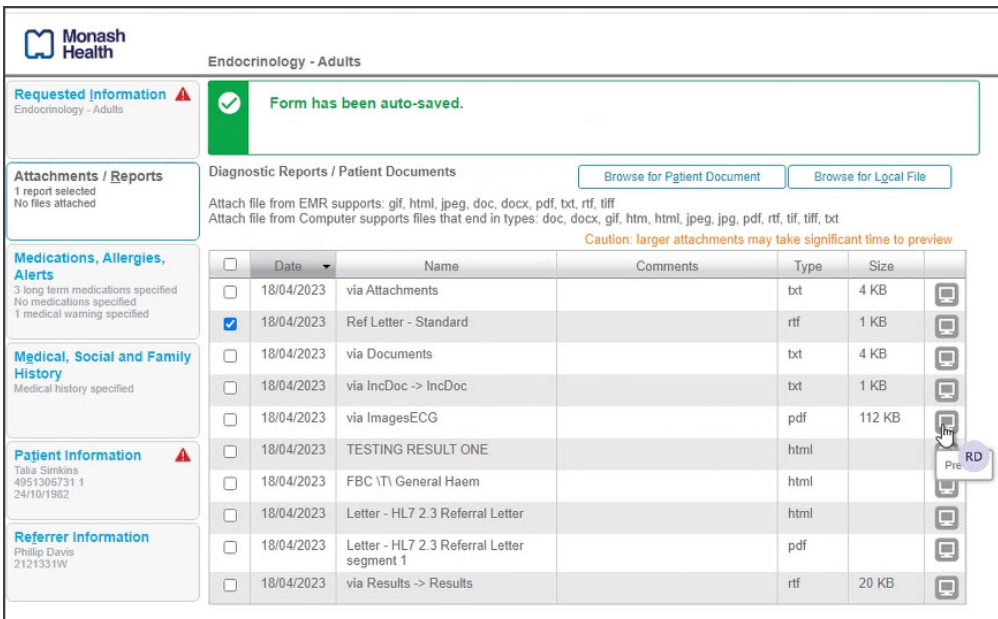 Monash
Health
Endocrinology - Adults
Requested Information
Endocrinology - Adults
Form has been auto-saved.
Attachments / Reports
1 report selected
No files attached
Diagnostic Reports / Patient Documents
Browse for Patient Document
Browse for Local File
Attach file from EMR supports: gif, html, jpeg, doc, docx, pdf, txt, rtf, tiff
Attach file from Computer supports files that end in types: doc, docx, gif, htm, html, jpeg, jpg, pdf, rtf, tif, tiff, txt
Caution: larger attachments may take significant time to preview
Medications, Allergies,
Alerts
3 long term medications specified
No medications specified
1 medical warning specified
Medical, Social and Family
History
Medical history specified
Patient Information
Talia Simkins
4951306731 1
24/10/1982
Referrer Information
Phillip Davis
2121331W
Date Name Comments Type Size
18/04/2023 via Attachments txt 4 KB
18/04/2023 Ref Letter - Standard rtf 1 KB
18/04/2023 via Documents txt 4 KB
18/04/2023 via IncDoc -> IncDoc txt 1 KB
18/04/2023 via ImagesECG pdf 112 KB
18/04/2023 TESTING RESULT ONE html
Pre RD
18/04/2023 FBC \T\ General Haem html
18/04/2023 Letter - HL7 2.3 Referral Letter html
18/04/2023 Letter - HL7 2.3 Referral Letter pdf
segment 1
18/04/2023 via Results -> Results rtf 20 KB